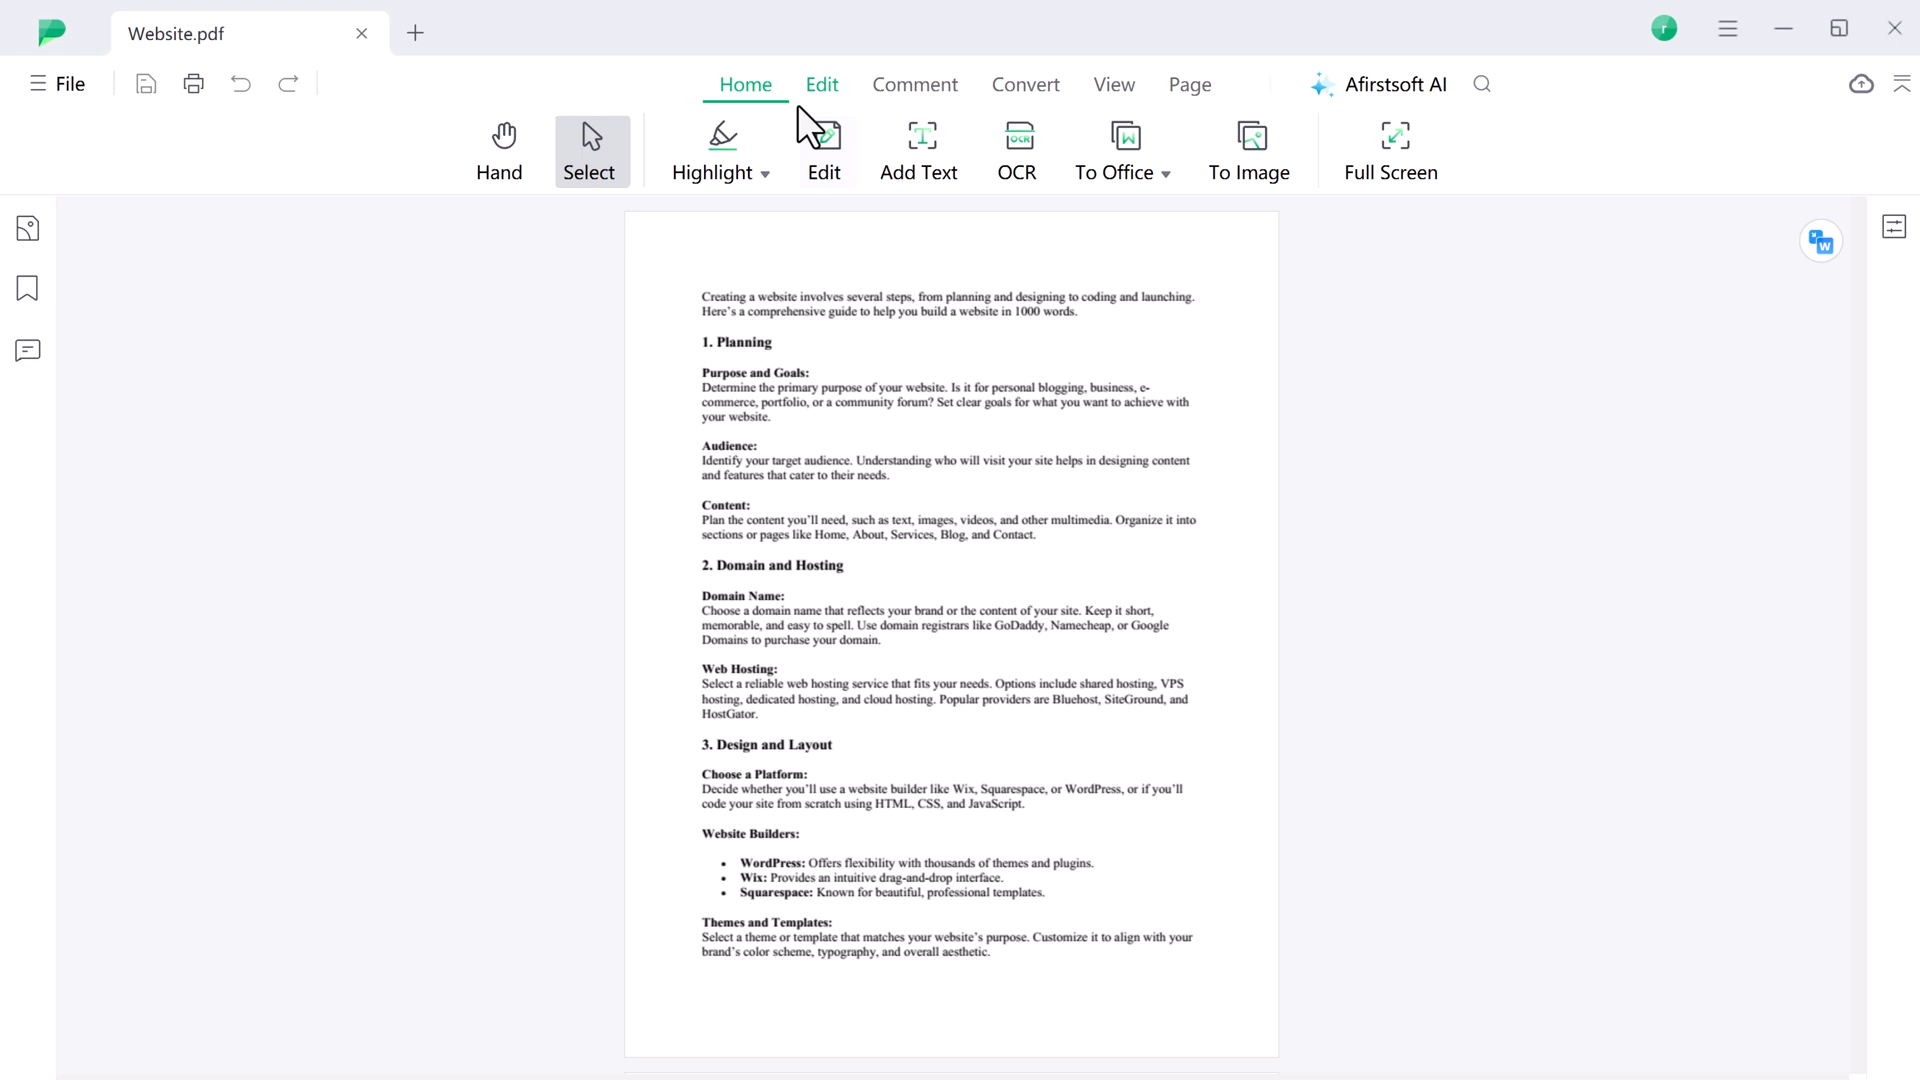 Website.pdf
r
File
Home Edit Comment Convert View Page Afirstsoft AI
Hand Select Highlight Edit Add Text OCR To Office To Image Full Screen
OCR
W
W
Creating a website involves several steps, from planning and designing to coding and launching.
Here's a comprehensive guide to help you build a website in 1000 words.
1. Planning
Purpose and Goals:
Determine the primary purpose of your website. Is it for personal blogging, business, e-
commerce, portfolio, or a community forum? Set clear goals for what you want to achieve with
your website.
Audience:
Identify your target audience. Understanding who will visit your site helps in designing content
and features that cater to their needs.
Content:
Plan the content you'll need, such as text, images, videos, and other multimedia. Organize it into
sections or pages like Home, About, Services, Blog, and Contact.
2. Domain and Hosting
Domain Name:
Choose a domain name that reflects your brand or the content of your site. Keep it short,
memorable, and easy to spell. Use domain registrars like GoDaddy, Namecheap, or Google
Domains to purchase your domain.
Web Hosting:
Select a reliable web hosting service that fits your needs. Options include shared hosting, VPS
hosting, dedicated hosting, and cloud hosting. Popular providers are Bluehost, SiteGround, and
HostGator.
3. Design and Layout
Choose a Platform:
Decide whether you'll use a website builder like Wix, Squarespace, or WordPress, or if you'll
code your site from scratch using HTML, CSS, and JavaScript.
Website Builders:
• WordPress: Offers flexibility with thousands of themes and plugins.
• Wix: Provides an intuitive drag-and-drop interface.
• Squarespace: Known for beautiful, professional templates.
Themes and Templates:
Select a theme or template that matches your website's purpose. Customize it to align with your
brand's color scheme, typography, and overall aesthetic.